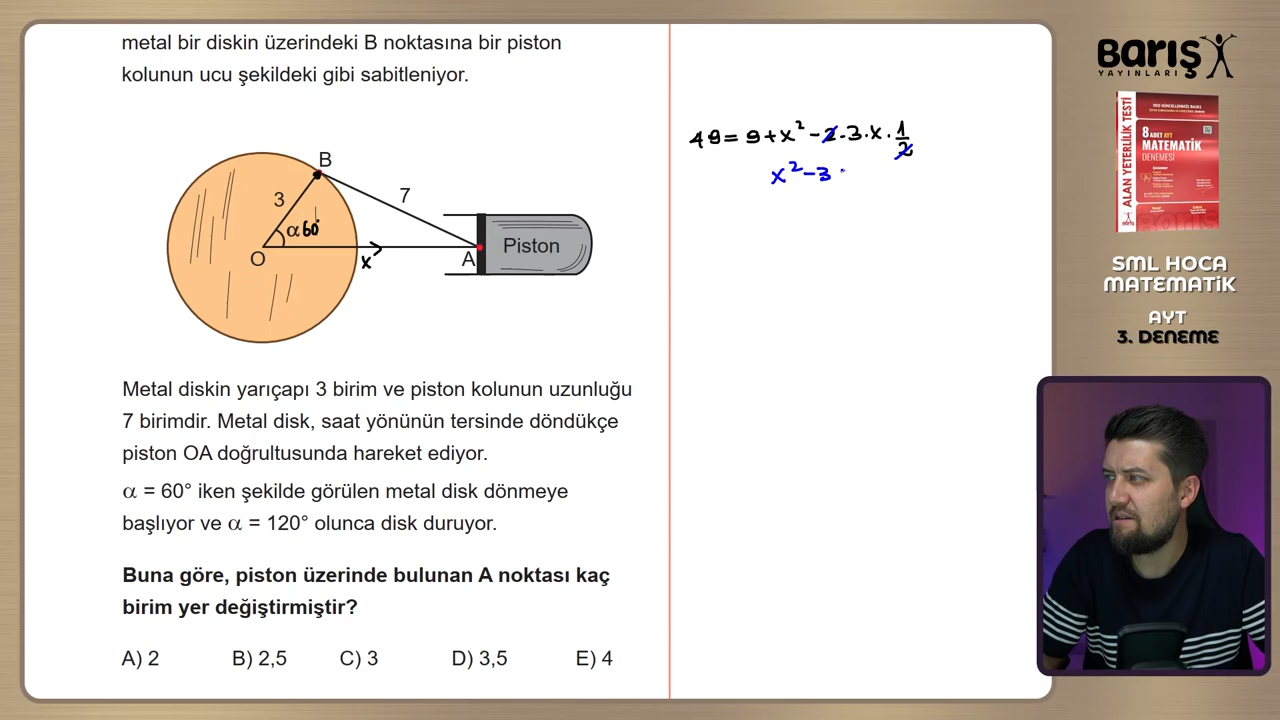 metal bir diskin üzerindeki B noktasına bir piston
kolunun ucu şekildeki gibi sabitleniyor.
B
3
7
α 60°
O
x
A
Piston
Metal diskin yarıçapı 3 birim ve piston kolunun uzunluğu
7 birimdir. Metal disk, saat yönünün tersinde döndükçe
piston OA doğrultusunda hareket ediyor.
α = 60° iken şekilde görülen metal disk dönmeye
başlıyor ve α = 120° olunca disk duruyor.
Buna göre, piston üzerinde bulunan A noktası kaç
birim yer değiştirmiştir?
A) 2 B) 2,5 C) 3 D) 3,5 E) 4
49 = 9 + x² - 2 · 3 · x · 1/2
x² - 3
BARIŞ
YAYINLARI
ALAN YETERLİLİK TESTİ
8 ADET AYT
MATEMATİK
DENEMESİ
SML HOCA
MATEMATİK
AYT
3. DENEME